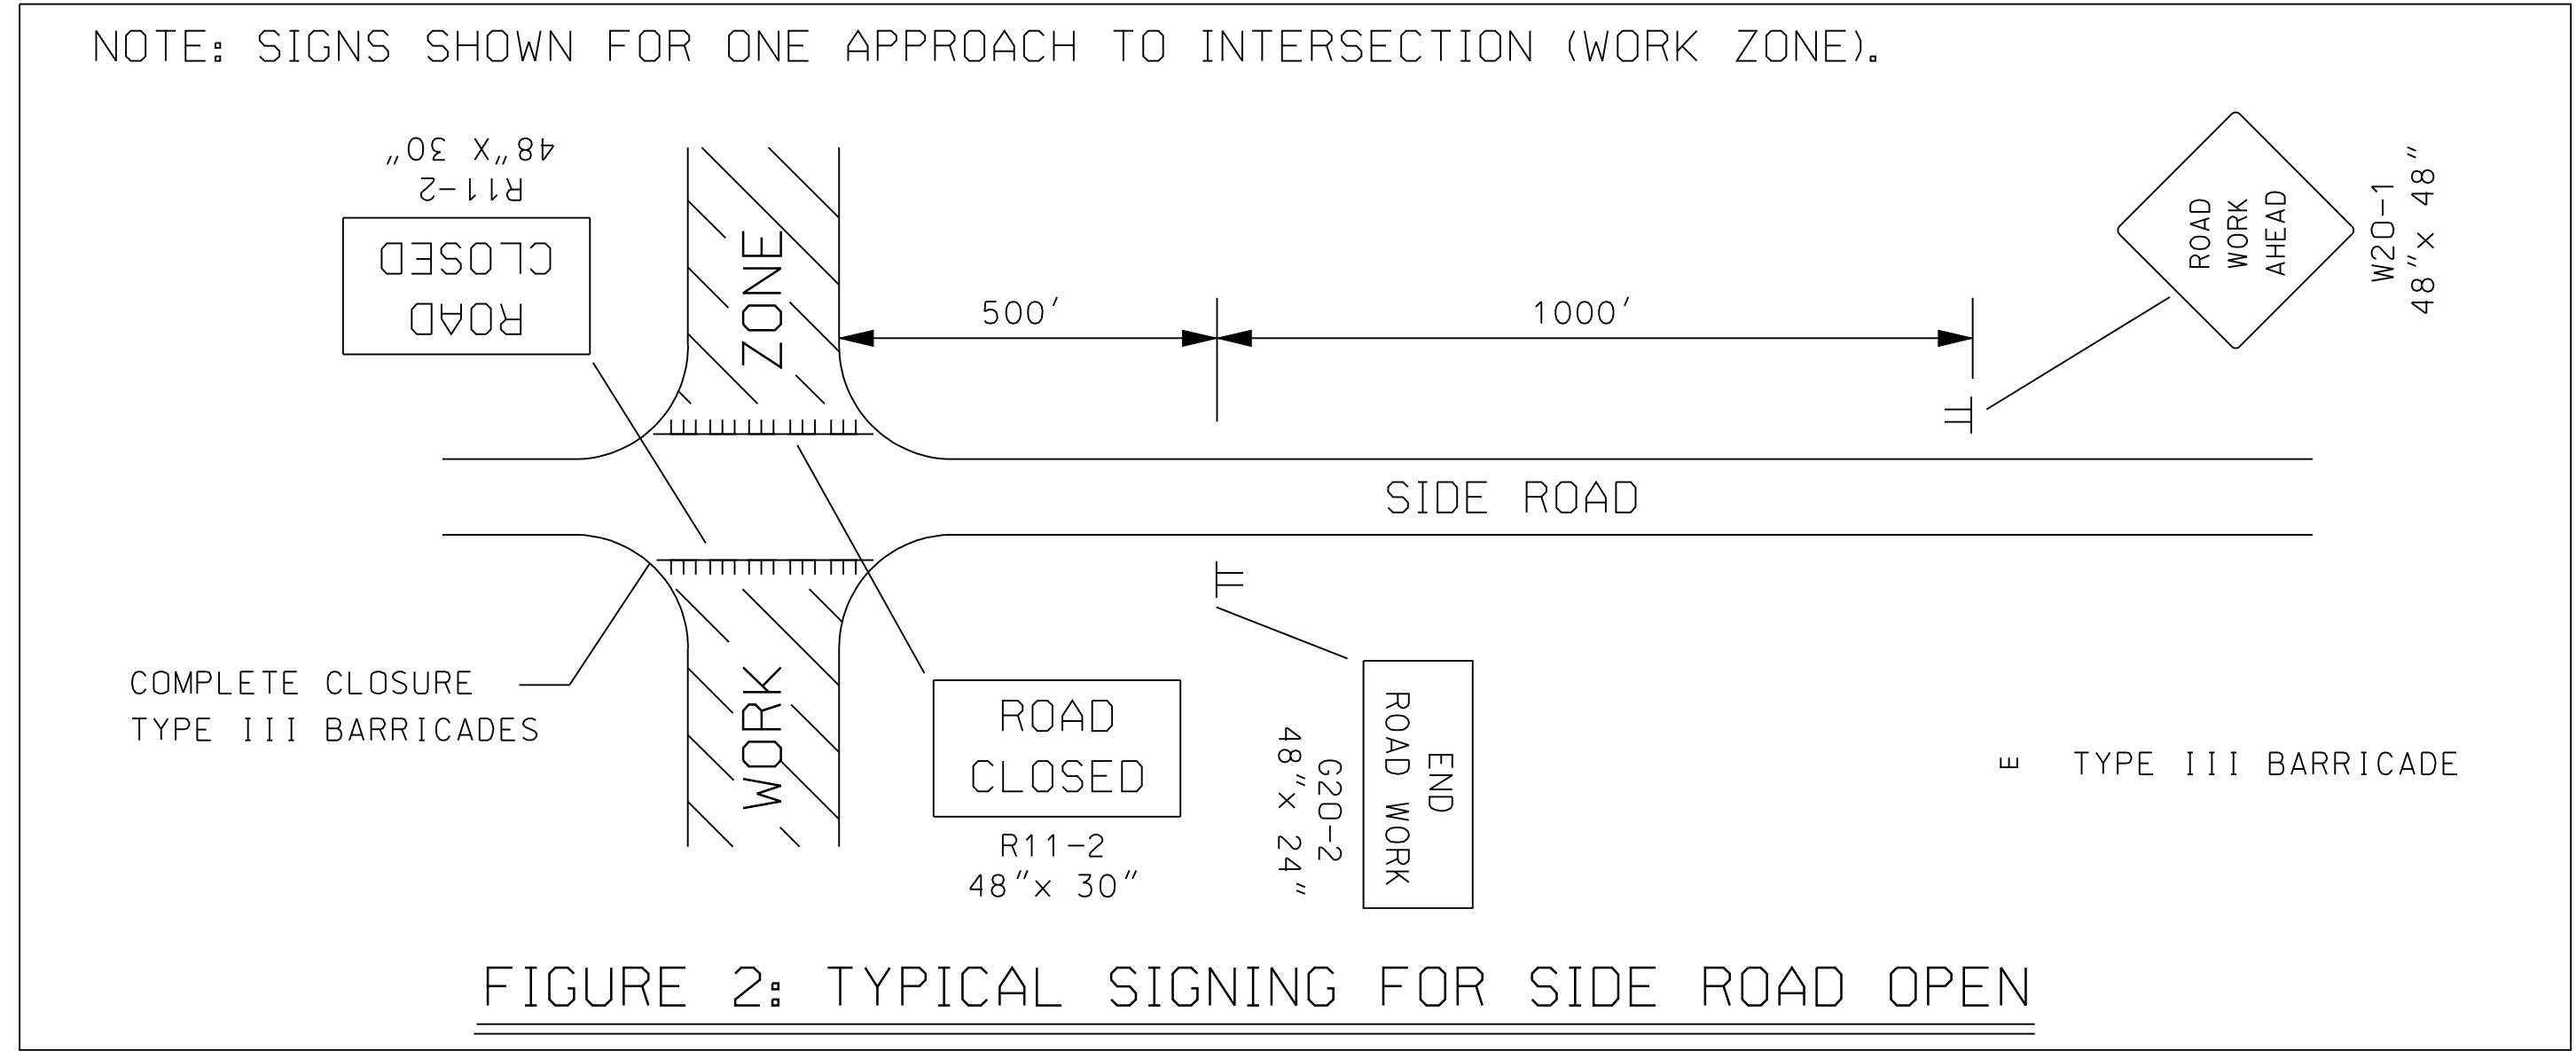 NOTE: SIGNS SHOWN FOR ONE APPROACH TO INTERSECTION (WORK ZONE).
48"X 30"
R11-2
ROAD
CLOSED
ZONE
500'
1000'
ROAD
WORK
AHEAD
W20-1
48"x 48"
SIDE ROAD
COMPLETE CLOSURE
TYPE III BARRICADES
WORK
ROAD
CLOSED
R11-2
48"x 30"
END
ROAD WORK
G20-2
48"x 24"
TYPE III BARRICADE
FIGURE 2: TYPICAL SIGNING FOR SIDE ROAD OPEN